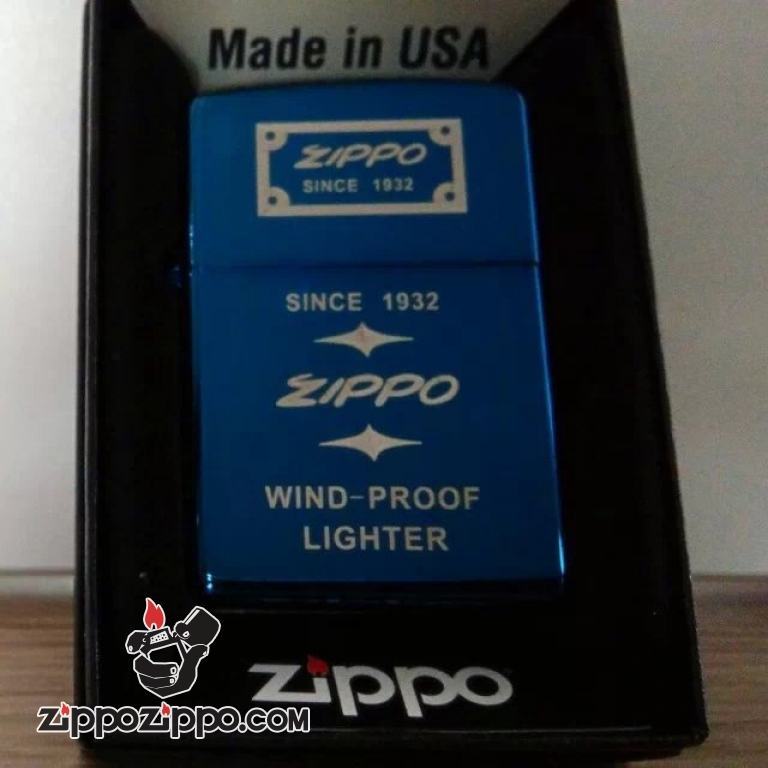 Made in USA
ZIPPO
SINCE 1932
SINCE 1932
ZIPPO
WIND-PROOF
LIGHTER
zippo
zippozippo.com